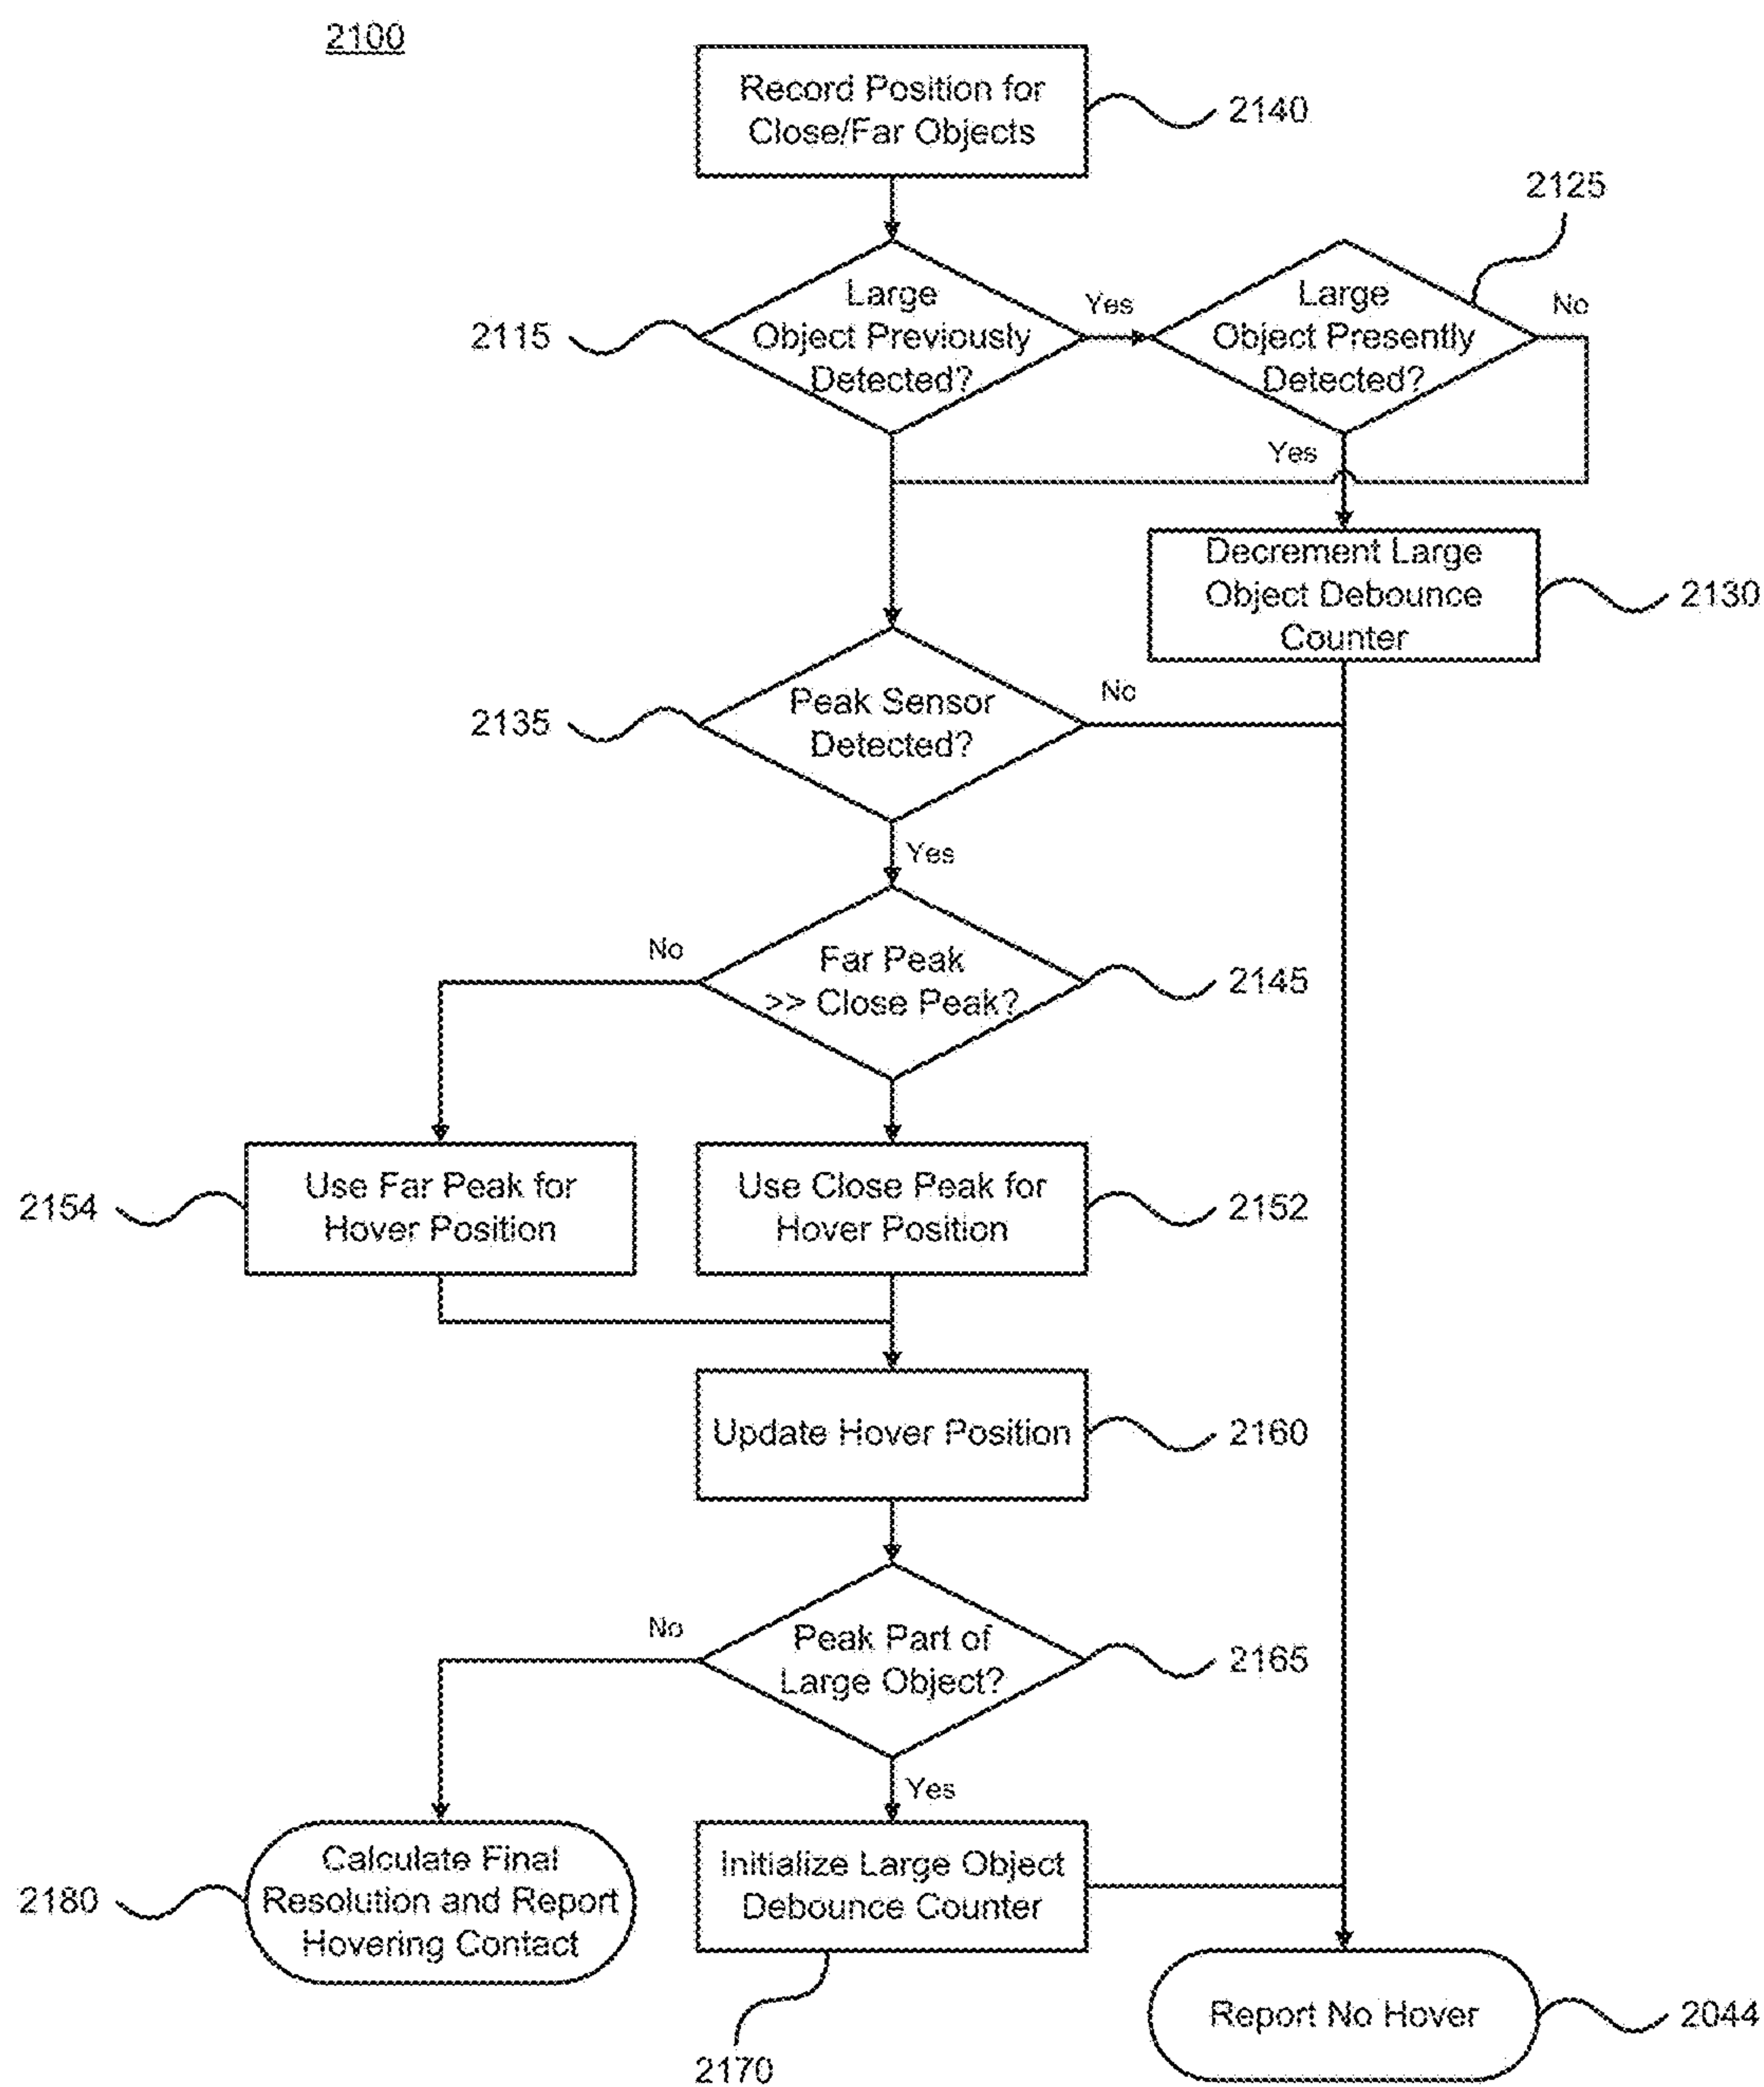 2100
Record Position for
Close/Far Objects
2140
2125
Large
Object Previously
Detected?
2115
Yes
Large
Object Presently
Detected?
No
Yes
Decrement Large
Object Debounce
Counter
2130
Peak Sensor
Detected?
2135
No
Yes
Far Peak
>> Close Peak?
2145
No
Use Far Peak for
Hover Position
2154
Use Close Peak for
Hover Position
2152
Update Hover Position
2160
Peak Part of
Large Object?
2165
No
Yes
Calculate Final
Resolution and Report
Hovering Contact
2180
Initialize Large Object
Debounce Counter
2170
Report No Hover
2044